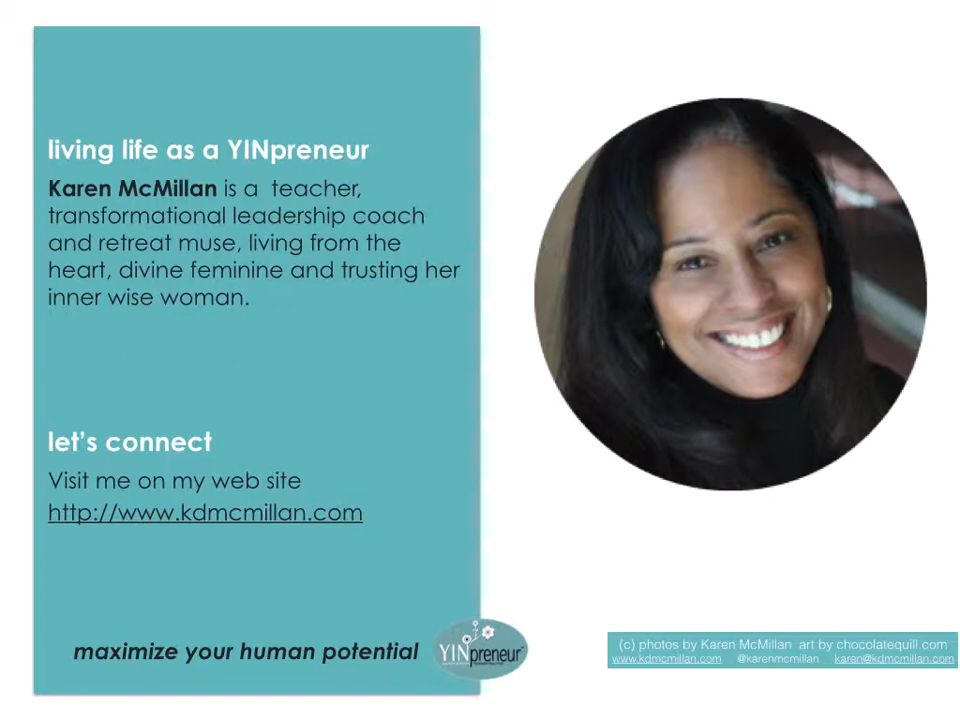 living life as a YINpreneur
Karen McMillan is a teacher,
transformational leadership coach
and retreat muse, living from the
heart, divine feminine and trusting her
inner wise woman.
let's connect
Visit me on my web site
http://www.kdmcmillan.com
maximize your human potential
YINpreneur
(c) photos by Karen McMillan art by chocolatequill.com
www.kdmcmillan.com @karenmcmillan karen@kdmcmillan.com